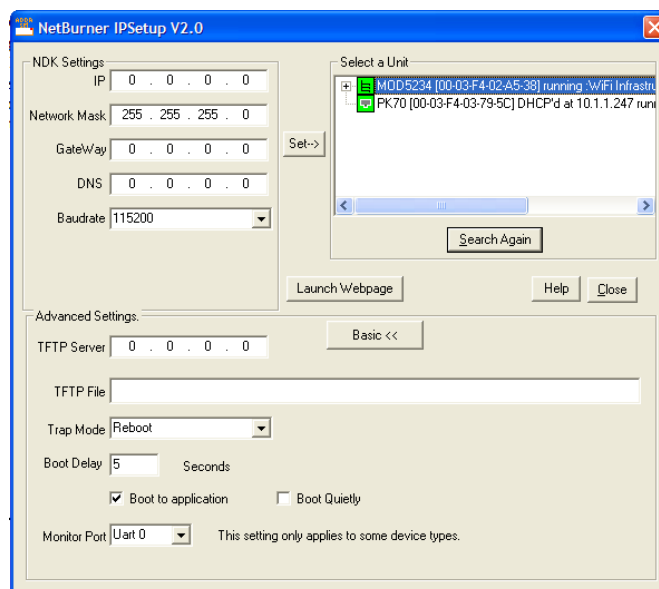 NetBurner IPSetup V2.0
NDK Settings
IP 0 . 0 . 0 . 0
Network Mask 255 . 255 . 255 . 0
GateWay 0 . 0 . 0 . 0
DNS 0 . 0 . 0 . 0
Baudrate 115200
Set-->
Select a Unit
MOD5234 [00-03-F4-02-A5-38] running :WiFi Infrastru
PK70 [00-03-F4-03-79-5C] DHCP'd at 10.1.1.247 runn
Search Again
Launch Webpage
Help
Close
Advanced Settings.
Basic <<
TFTP Server 0 . 0 . 0 . 0
TFTP File
Trap Mode Reboot
Boot Delay 5 Seconds
Boot to application
Boot Quietly
Monitor Port Uart 0
This setting only applies to some device types.